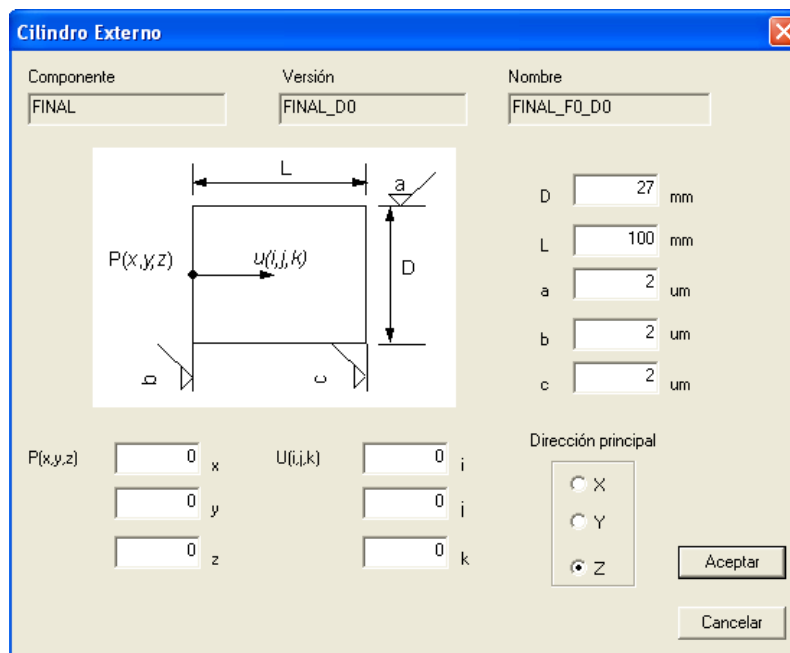 Cilindro Externo
Componente
Versión
Nombre
FINAL
FINAL_D0
FINAL_F0_D0
L
a
P(x,y,z)
u(i,j,k)
D
b
c
D 27 mm
L 100 mm
a 2 um
b 2 um
c 2 um
P(x,y,z)
0 x
0 y
0 z
U(i,j,k)
0 i
0 j
0 k
Dirección principal
X
Y
Z
Aceptar
Cancelar